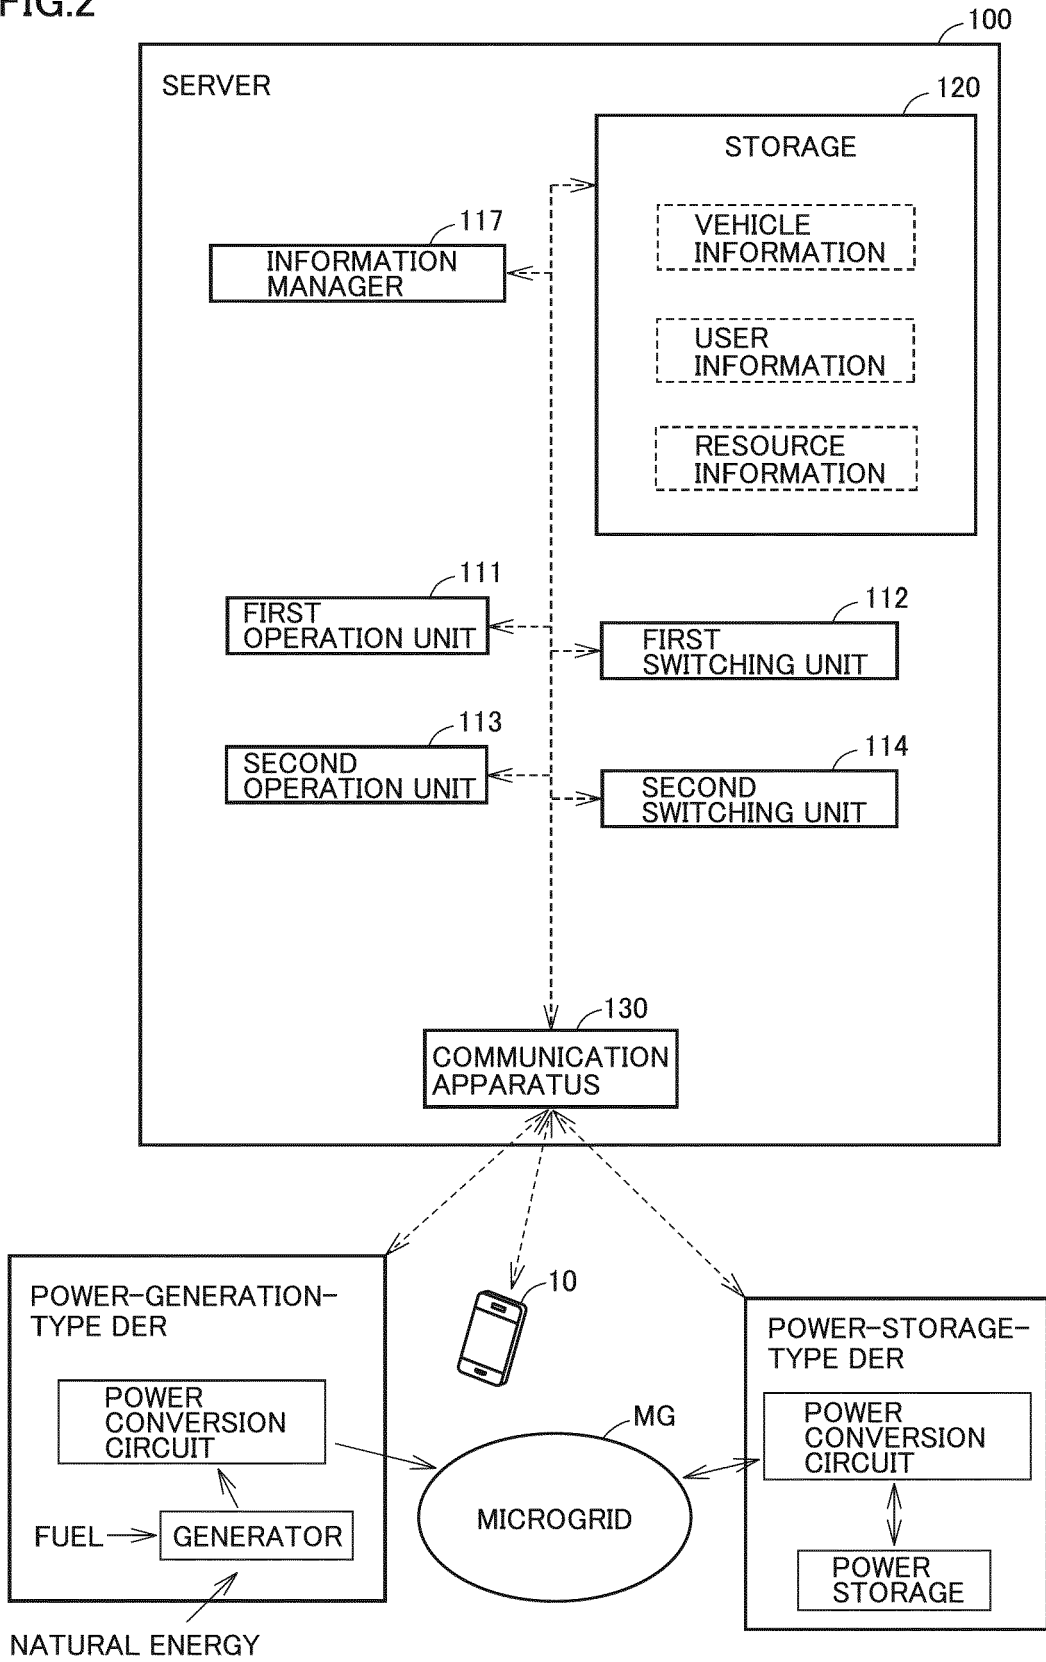 FIG.2
100
SERVER
120
STORAGE
VEHICLE
INFORMATION
117
INFORMATION
MANAGER
USER
INFORMATION
RESOURCE
INFORMATION
111
FIRST
OPERATION UNIT
112
FIRST
SWITCHING UNIT
113
SECOND
OPERATION UNIT
114
SECOND
SWITCHING UNIT
130
COMMUNICATION
APPARATUS
POWER-GENERATION-
TYPE DER
POWER
CONVERSION
CIRCUIT
FUEL
GENERATOR
NATURAL ENERGY
10
MG
MICROGRID
POWER-STORAGE-
TYPE DER
POWER
CONVERSION
CIRCUIT
POWER
STORAGE